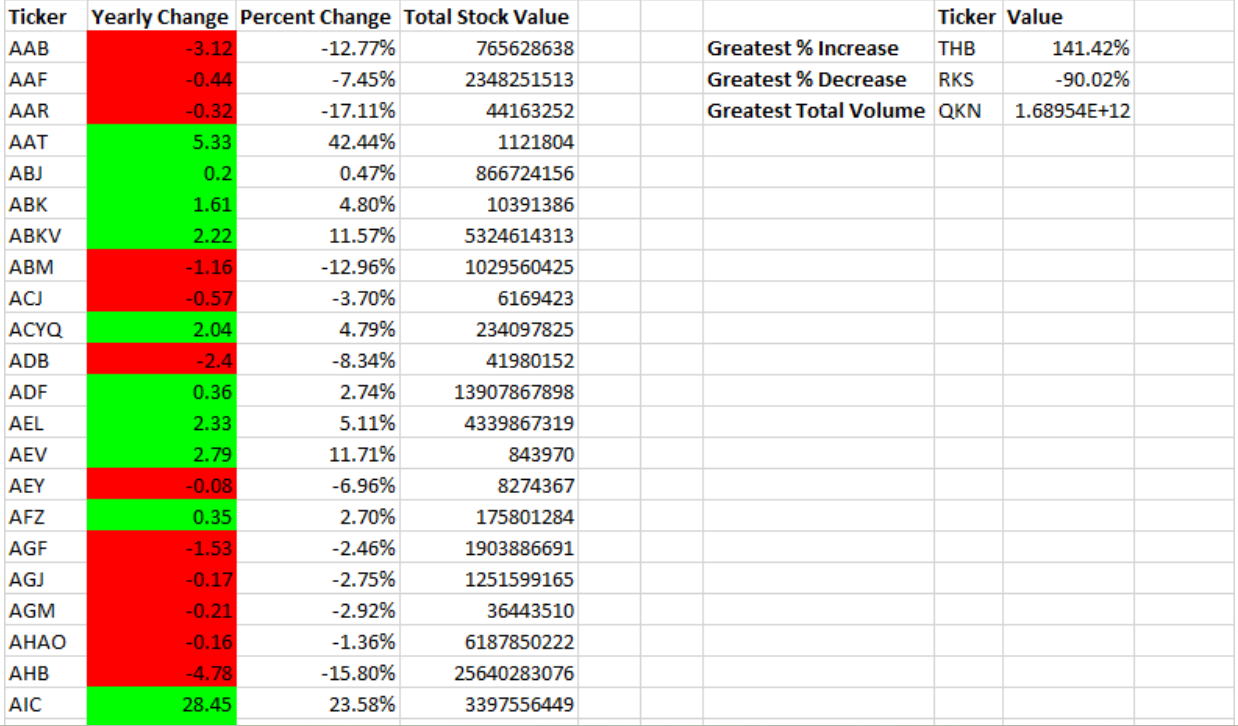 Ticker Yearly Change Percent Change Total Stock Value Ticker Value
AAB -3.12 -12.77% 765628638 Greatest % Increase THB 141.42%
AAF -0.44 -7.45% 2348251513 Greatest % Decrease RKS -90.02%
AAR -0.32 -17.11% 44163252 Greatest Total Volume QKN 1.68954E+12
AAT 5.33 42.44% 1121804
ABJ 0.2 0.47% 866724156
ABK 1.61 4.80% 10391386
ABKV 2.22 11.57% 5324614313
ABM -1.16 -12.96% 1029560425
ACJ -0.57 -3.70% 6169423
ACYQ 2.04 4.79% 234097825
ADB -2.4 -8.34% 41980152
ADF 0.36 2.74% 13907867898
AEL 2.33 5.11% 4339867319
AEV 2.79 11.71% 843970
AEY -0.08 -6.96% 8274367
AFZ 0.35 2.70% 175801284
AGF -1.53 -2.46% 1903886691
AGJ -0.17 -2.75% 1251599165
AGM -0.21 -2.92% 36443510
AHAO -0.16 -1.36% 6187850222
AHB -4.78 -15.80% 25640283076
AIC 28.45 23.58% 3397556449